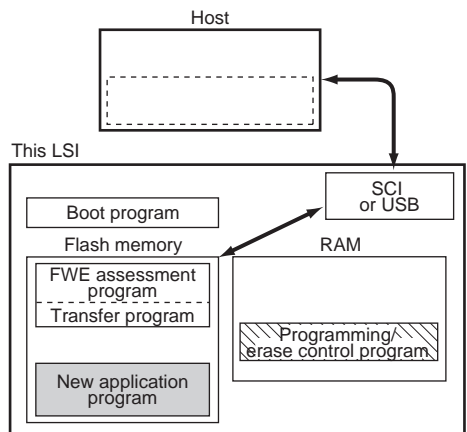 Host
This LSI
SCI
or USB
Boot program
Flash memory
RAM
FWE assessment
program
Transfer program
Programming/
erase control program
New application
program